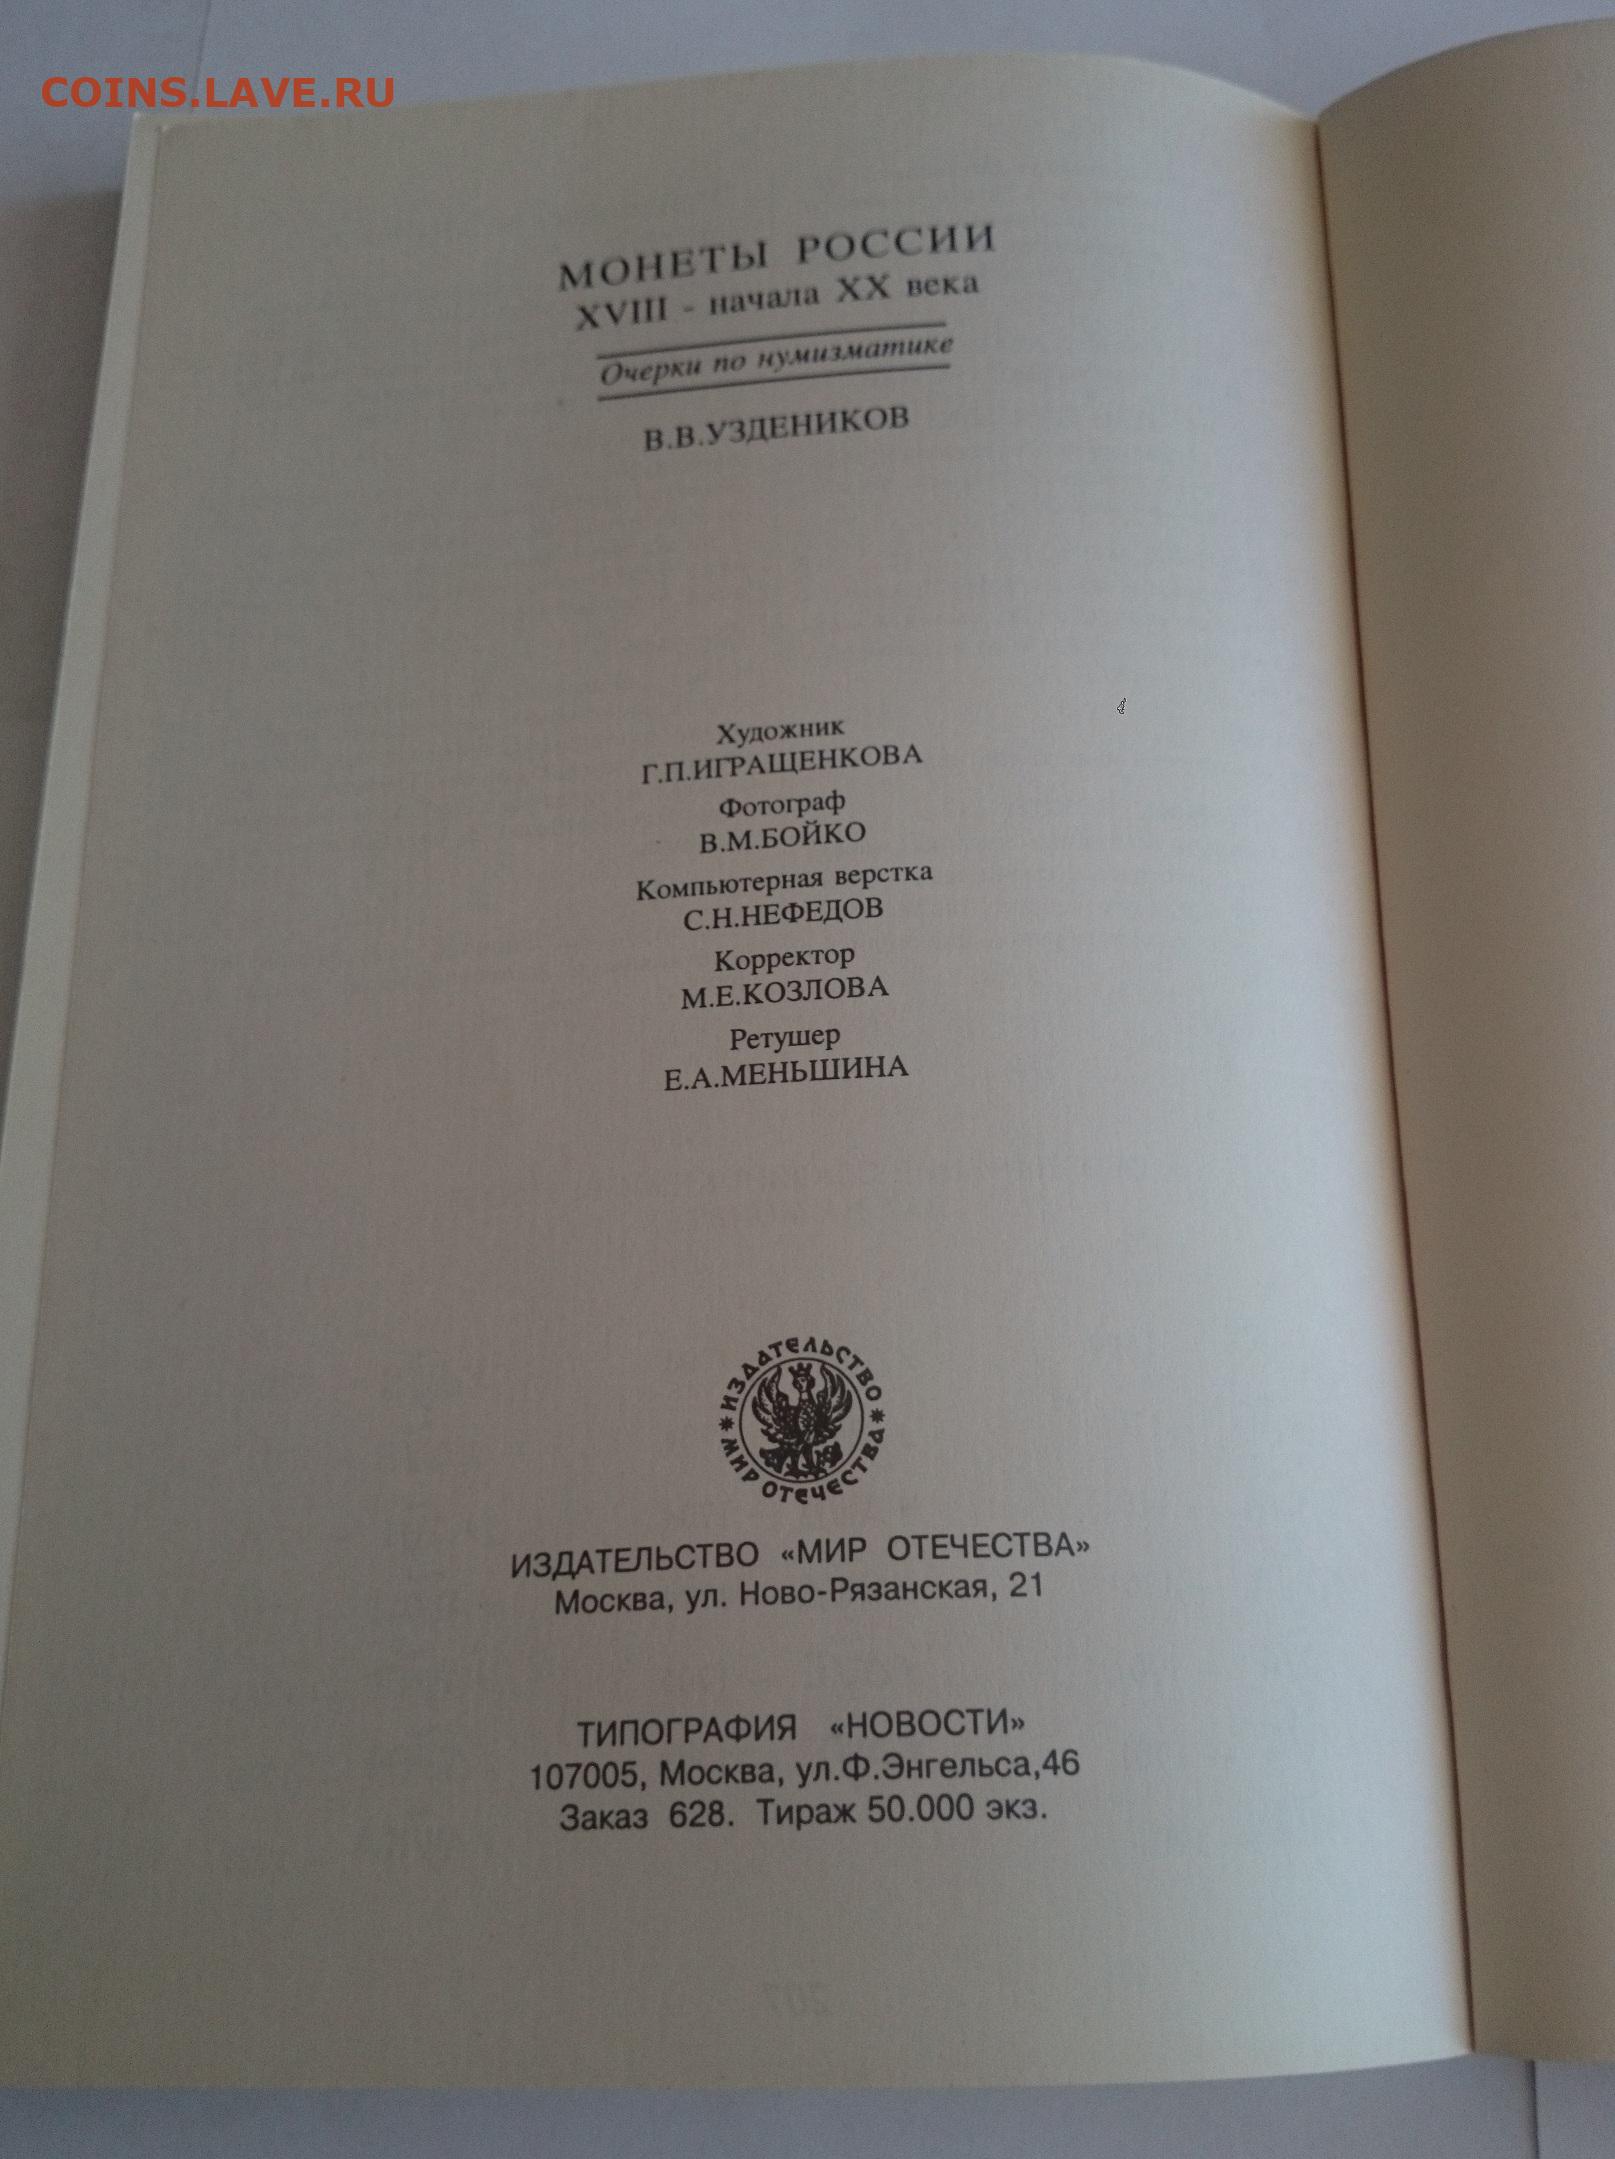 COINS.LAVE.RU
МОНЕТЫ РОССИИ
XVIII - начала XX века
Очерки по нумизматике
В.В.УЗДЕНИКОВ
Художник
Г.П.ИГРАЩЕНКОВА
Фотограф
В.М.БОЙКО
Компьютерная верстка
С.Н.НЕФЕДОВ
Корректор
М.Е.КОЗЛОВА
Ретушер
Е.А.МЕНЬШИНА
ИЗДАТЕЛЬСТВО
МИР ОТЕЧЕСТВА
ИЗДАТЕЛЬСТВО «МИР ОТЕЧЕСТВА»
Москва, ул. Ново-Рязанская, 21
ТИПОГРАФИЯ «НОВОСТИ»
107005, Москва, ул.Ф.Энгельса,46
Заказ 628. Тираж 50.000 экз.